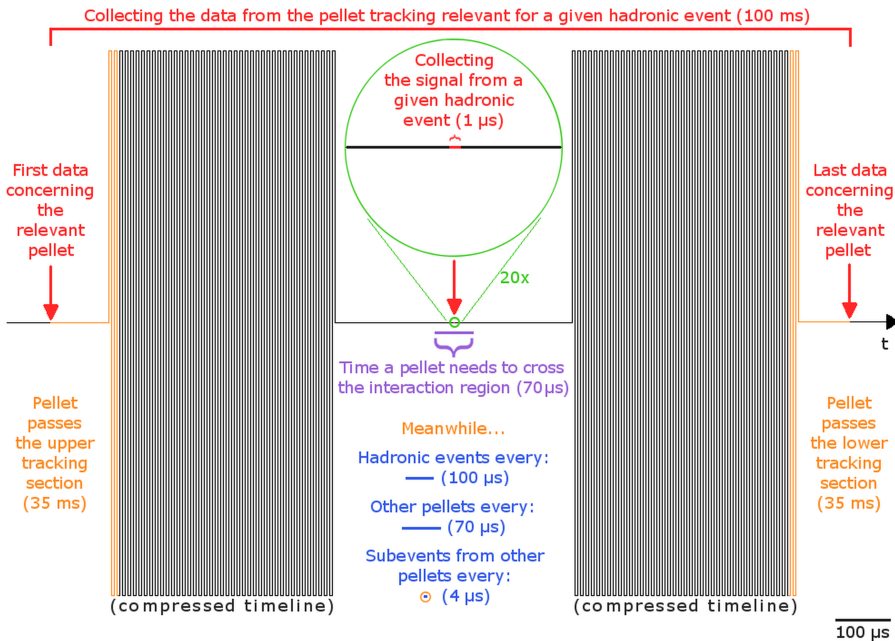 Collecting the data from the pellet tracking relevant for a given hadronic event (100 ms)
Collecting
the signal from a
given hadronic
event (1 µs)
First data
concerning
the
relevant
pellet
Last data
concerning
the
relevant
pellet
20x
t
Time a pellet needs to cross
the interaction region (70µs)
Pellet
passes
the upper
tracking
section
(35 ms)
Meanwhile...
Hadronic events every:
(100 µs)
Other pellets every:
(70 µs)
Subevents from other
pellets every:
(4 µs)
Pellet
passes
the lower
tracking
section
(35 ms)
(compressed timeline)
(compressed timeline)
100 µs